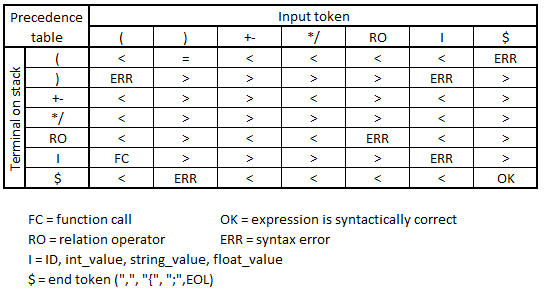 Precedence table Input token
( ) +- */ RO I $
Terminal on stack
( < = < < < < ERR
) ERR > > > > ERR >
+- < > > < > < >
*/ < > > > > < >
RO < > < < ERR < >
I FC > > > > ERR >
$ < ERR < < < < OK
FC = function call OK = expression is syntactically correct
RO = relation operator ERR = syntax error
I = ID, int_value, string_value, float_value
$ = end token (",", "{", ";",EOL)